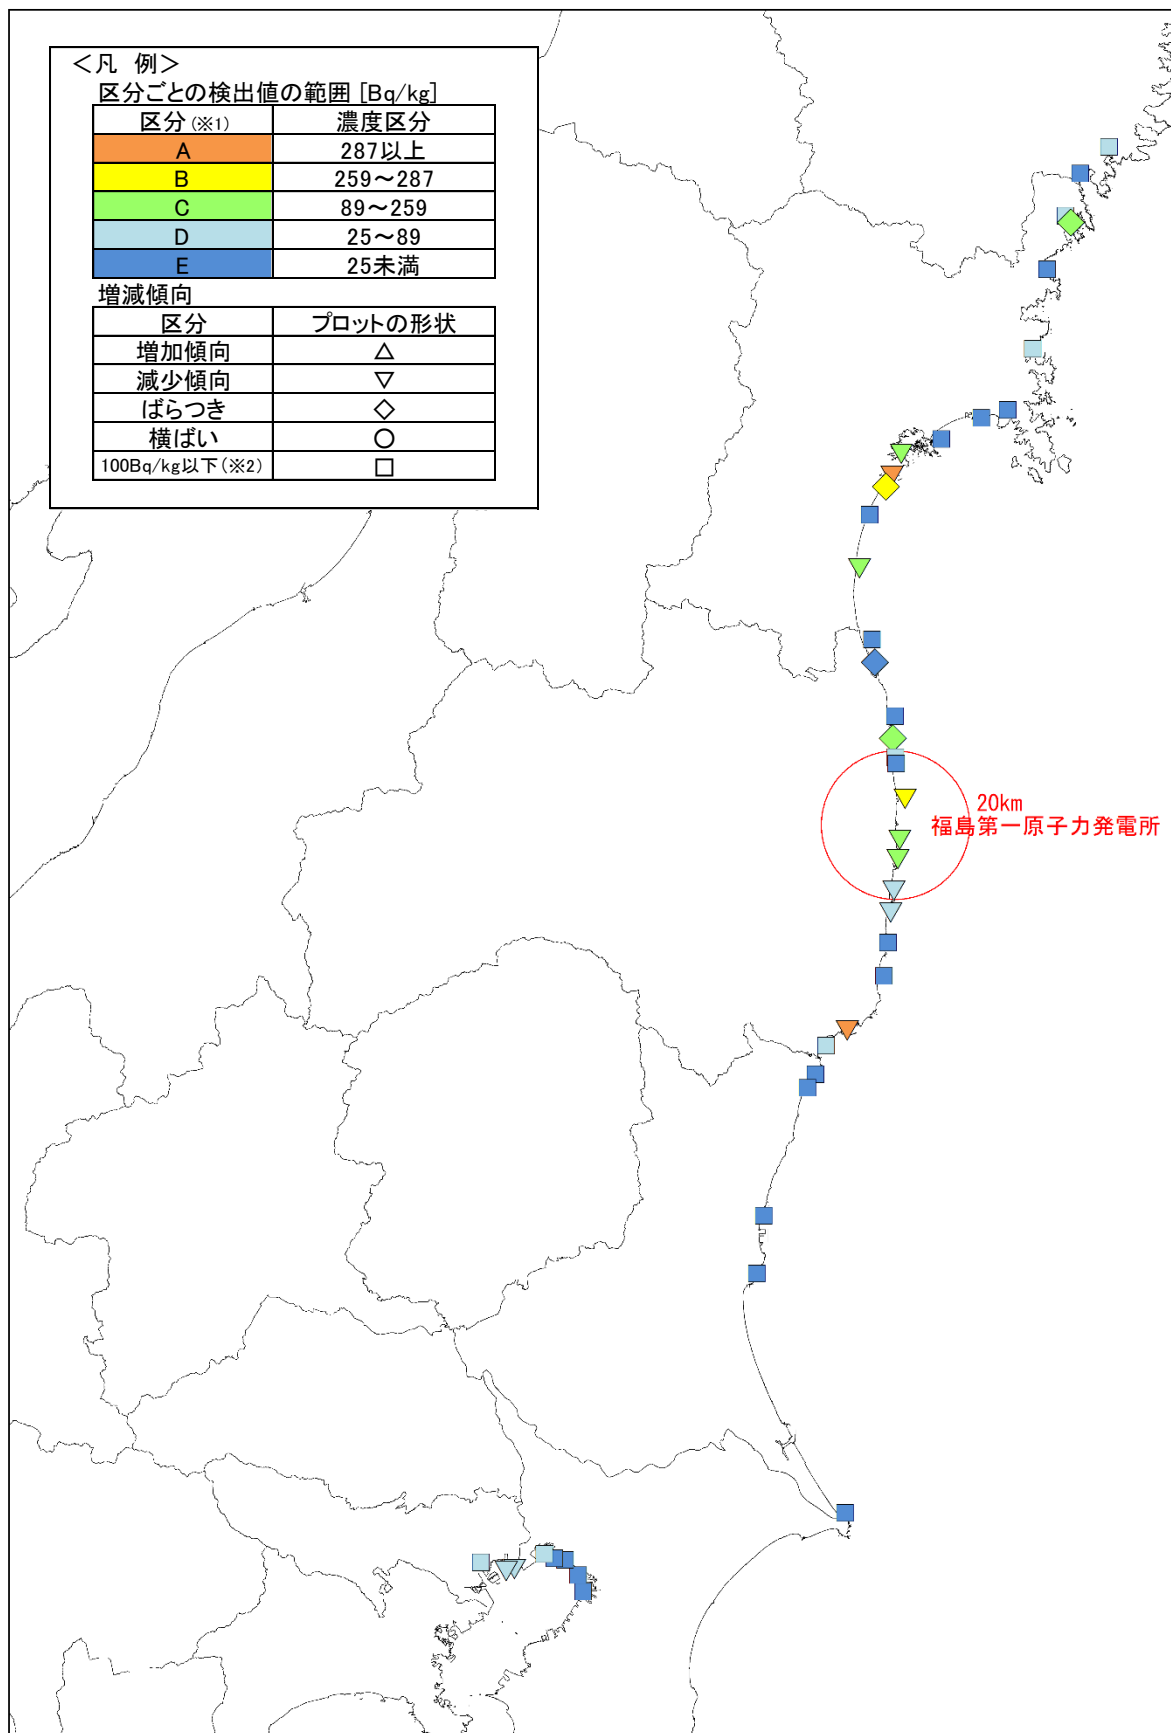 ＜凡 例＞
区分ごとの検出値の範囲 [Bq/kg]
区分(※1) 濃度区分
A 287以上
B 259～287
C 89～259
D 25～89
E 25未満
増減傾向
区分 プロットの形状
増加傾向 △
減少傾向 ▽
ばらつき ◇
横ばい ○
100Bq/kg以下(※2) □
20km
福島第一原子力発電所